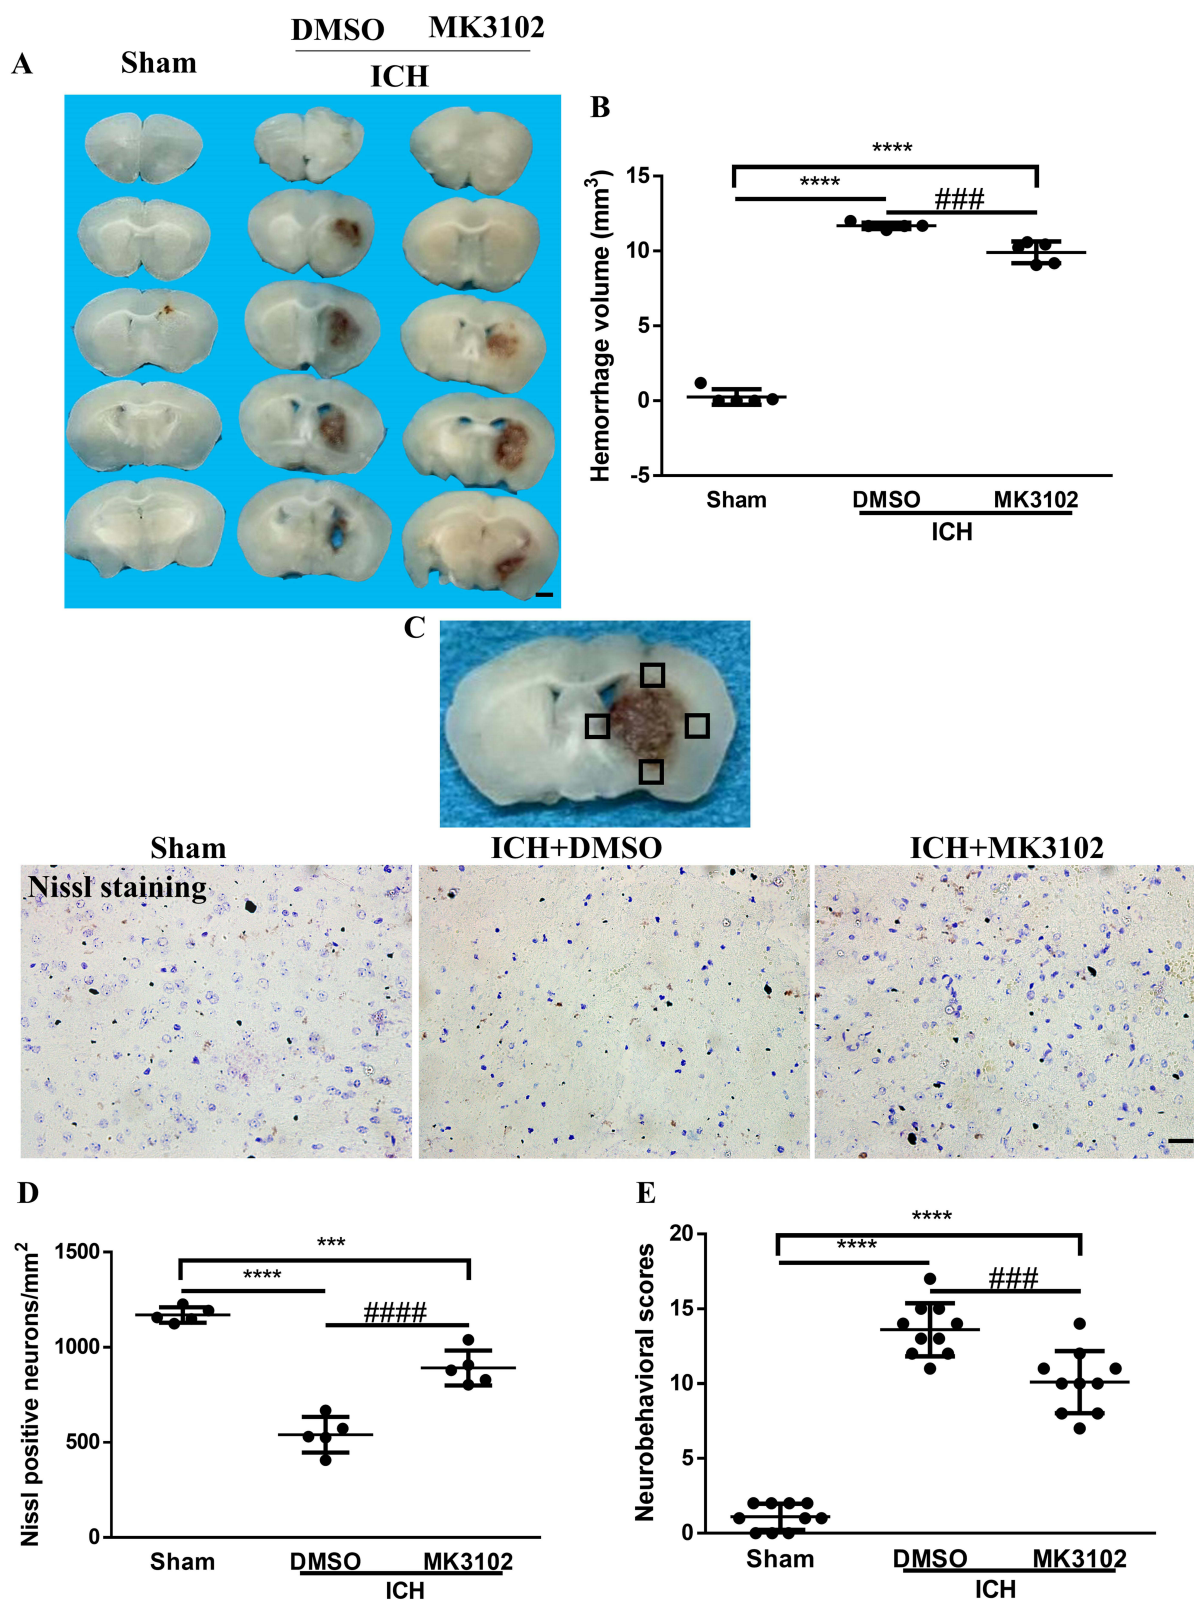 A
Sham
DMSO MK3102
ICH
B
Hemorrhage volume (mm3)
15
10
5
0
-5
****
****
###
Sham DMSO MK3102
ICH
C
Sham ICH+DMSO ICH+MK3102
Nissl staining
D
Nissl positive neurons/mm2
1500
1000
500
0
***
****
####
Sham DMSO MK3102
ICH
E
Neurobehavioral scores
20
15
10
5
0
****
****
###
Sham DMSO MK3102
ICH